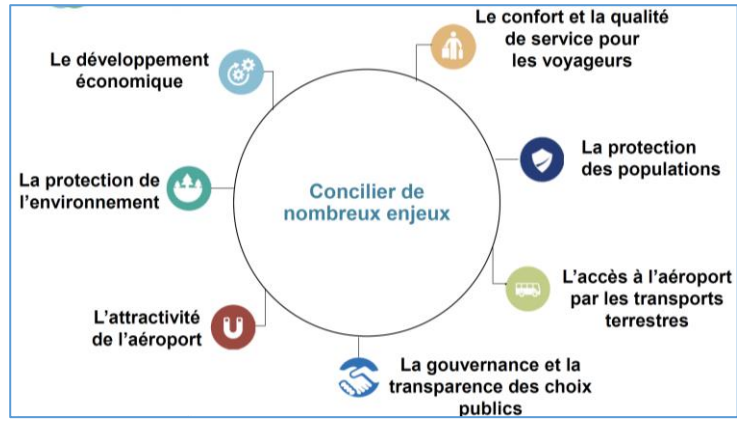 Le confort et la qualité
de service pour
les voyageurs
Le développement
économique
La protection
des populations
La protection de
l'environnement
Concilier de
nombreux enjeux
L'accès à l'aéroport
par les transports
terrestres
L'attractivité
de l'aéroport
La gouvernance et la
transparence des choix
publics